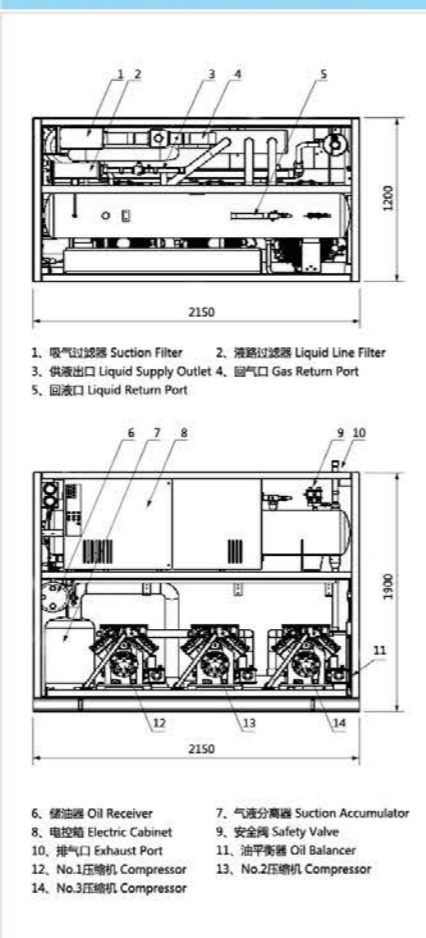 1 2 3 4 5
1200
2150
1、吸气过滤器 Suction Filter 2、液路过滤器 Liquid Line Filter
3、供液出口 Liquid Supply Outlet 4、回气口 Gas Return Port
5、回液口 Liquid Return Port
6 7 8 9 10
1900
11
12 13 14
2150
6、储油器 Oil Receiver 7、气液分离器 Suction Accumulator
8、电控箱 Electric Cabinet 9、安全阀 Safety Valve
10、排气口 Exhaust Port 11、油平衡器 Oil Balancer
12、No.1压缩机 Compressor 13、No.2压缩机 Compressor
14、No.3压缩机 Compressor